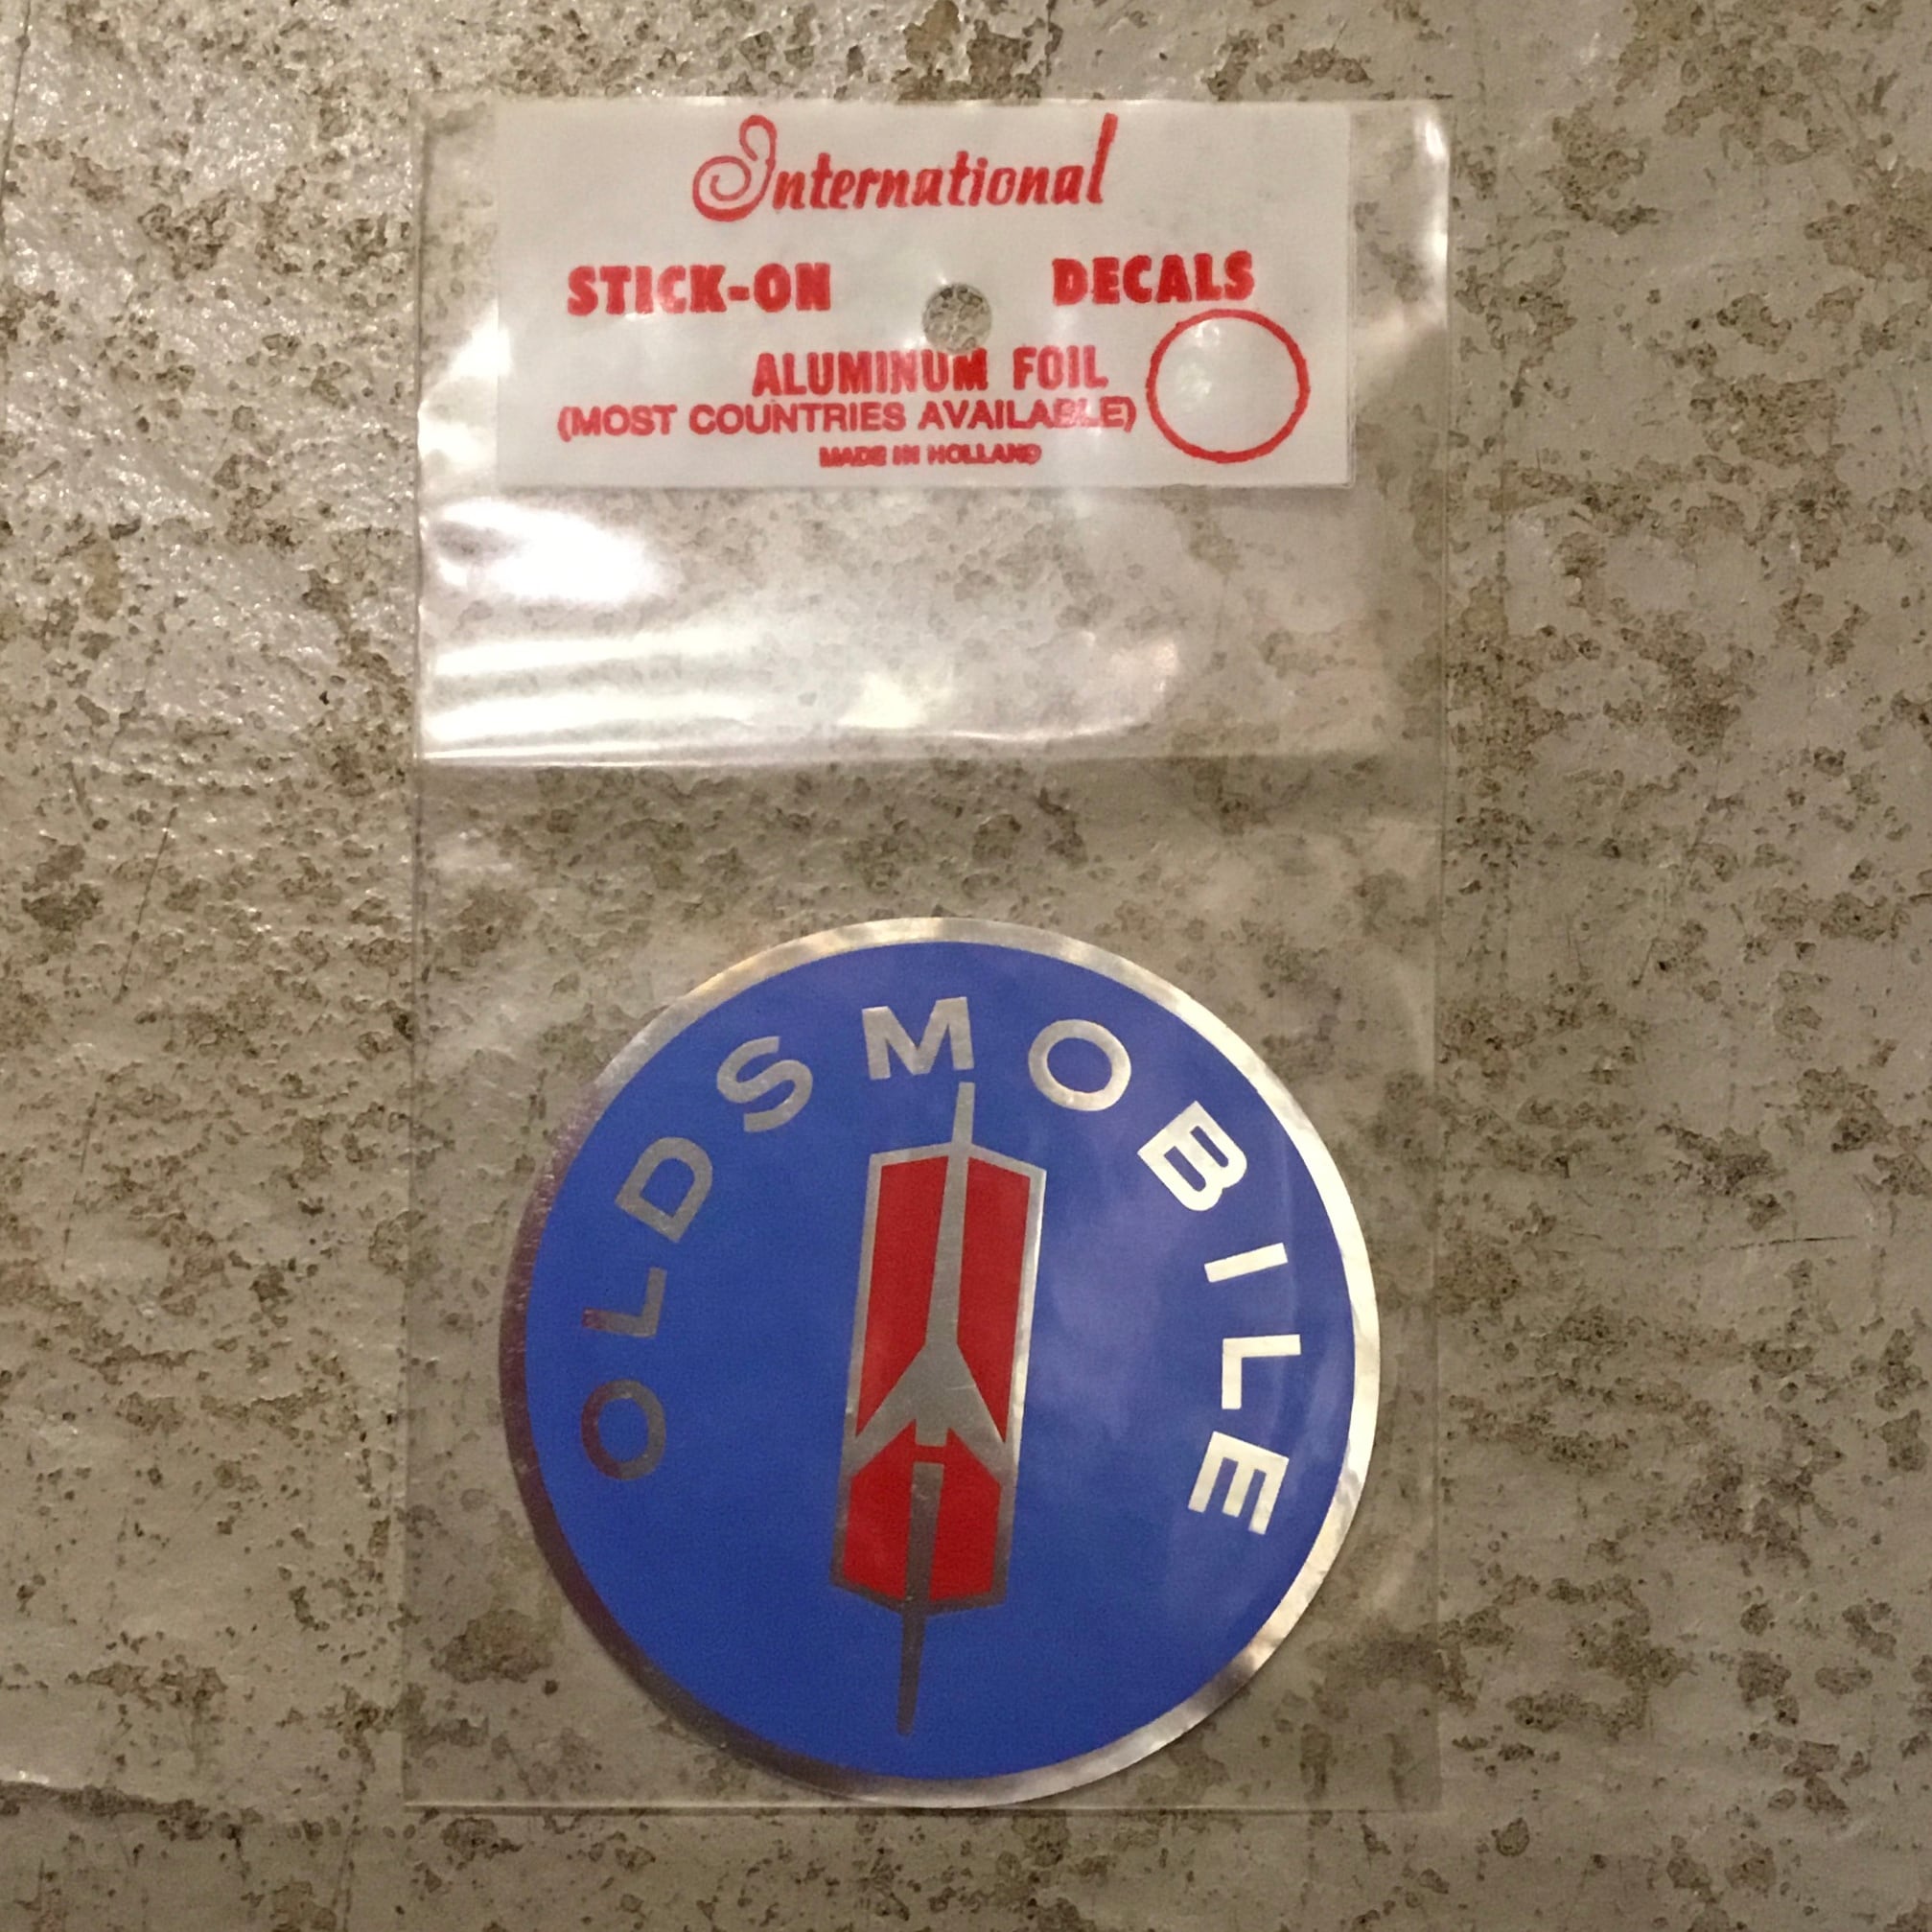 International
STICK-ON DECALS
ALUMINUM FOIL
(MOST COUNTRIES AVAILABLE)
MADE IN HOLLAND
OLDSMOBILE